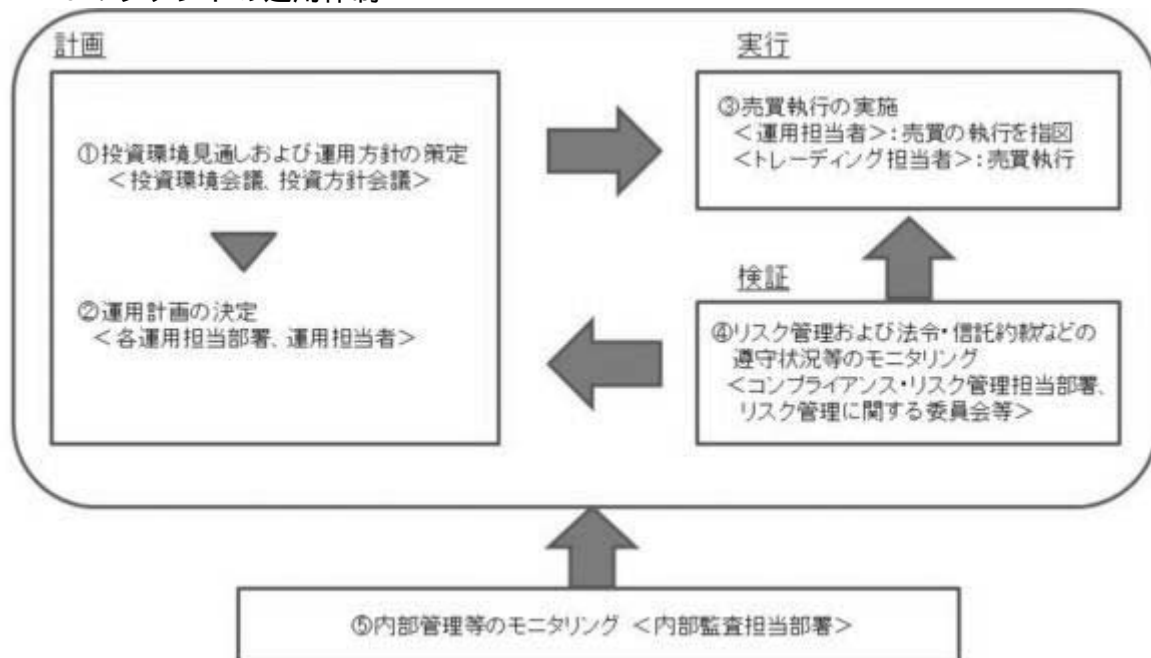 計画
①投資環境見通しおよび運用方針の策定
＜投資環境会議、投資方針会議＞
②運用計画の決定
＜各運用担当部署、運用担当者＞
実行
③売買執行の実施
＜運用担当者＞：売買の執行を指図
＜トレーディング担当者＞：売買執行
検証
④リスク管理および法令・信託約款などの
遵守状況等のモニタリング
＜コンプライアンス・リスク管理担当部署、
リスク管理に関する委員会等＞
⑤内部管理等のモニタリング ＜内部監査担当部署＞